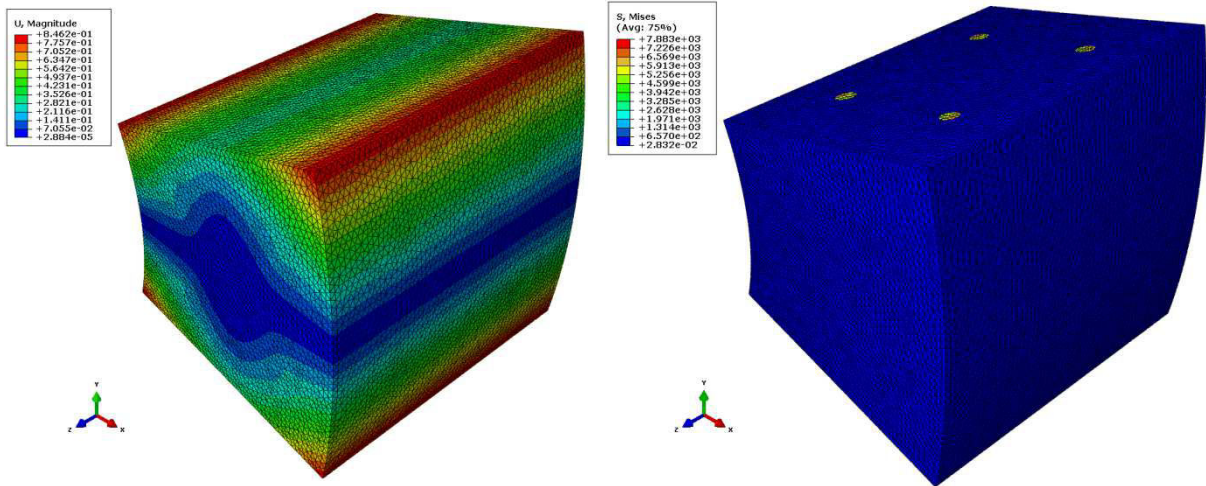 U, Magnitude
+8.462e-01
+7.757e-01
+7.052e-01
+6.347e-01
+5.642e-01
+4.937e-01
+4.231e-01
+3.526e-01
+2.821e-01
+2.116e-01
+1.411e-01
+7.055e-02
+2.884e-05
Y
Z
X
S, Mises
(Avg: 75%)
+7.883e+03
+7.226e+03
+6.569e+03
+5.913e+03
+5.256e+03
+4.599e+03
+3.942e+03
+3.285e+03
+2.628e+03
+1.971e+03
+1.314e+03
+6.570e+02
+2.832e-02
Y
Z
X